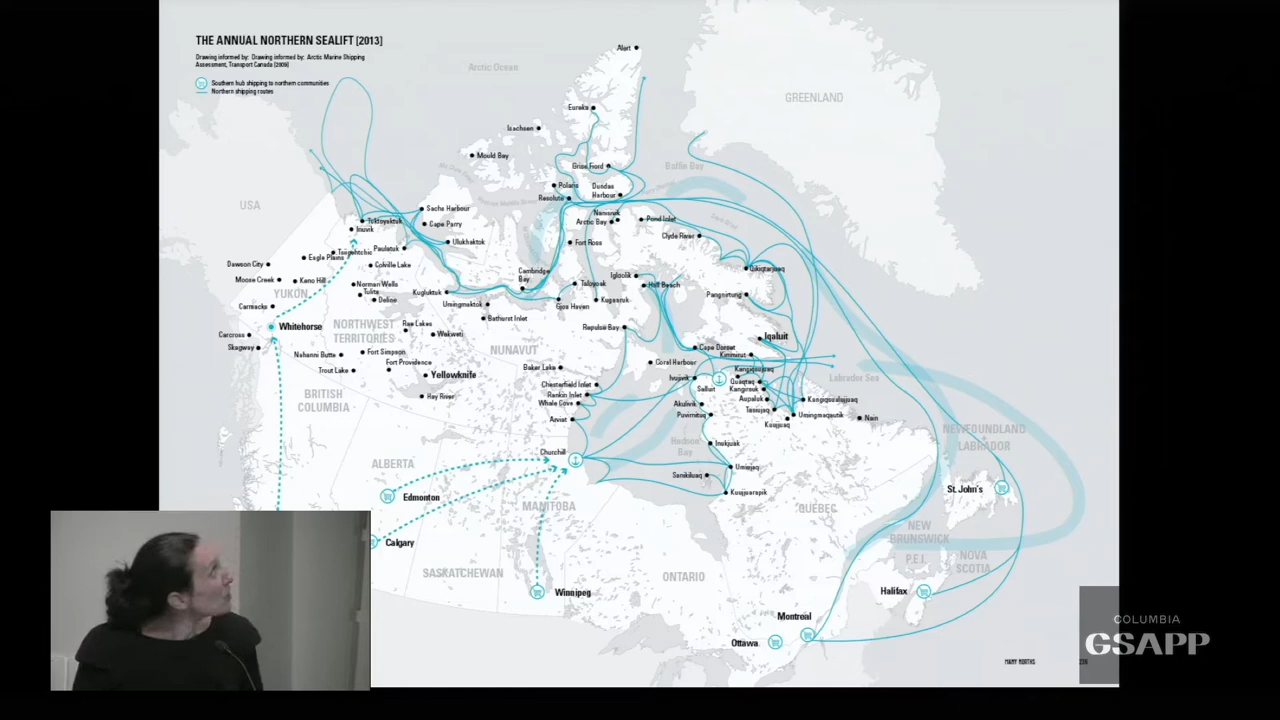 THE ANNUAL NORTHERN SEALIFT [2013]
Drawing informed by: Drawing informed by: Arctic Marine Shipping
Assessment, Transport Canada [2009]
Southern hub shipping to northern communities
Northern shipping routes
Alert
Arctic Ocean
GREENLAND
Eureka
Isachsen
Mould Bay
Grise Fiord
Baffin Bay
Polaris
Dundas
Harbour
Resolute
USA
Sachs Harbour
Nanisivik
Arctic Bay
Pond Inlet
Tuktoyaktuk
Cape Parry
Inuvik
Clyde River
Ulukhaktok
Fort Ross
Paulatuk
Tsiigehtchic
Eagle Plains
Dawson City
Colville Lake
Qikiqtarjuaq
Cambridge
Bay
Igloolik
Hall Beach
Moose Creek
Keno Hill
Norman Wells
Taloyoak
YUKON
Tulita
Deline
Kugluktuk
Pangnirtung
Umingmaktok
Gjoa Haven
Kugaaruk
Carmacks
Bathurst Inlet
Whitehorse
NORTHWEST
TERRITORIES
Rae Lakes
Wekweti
Repulse Bay
Carcross
Iqaluit
Skagway
Nahanni Butte
Fort Simpson
NUNAVUT
Cape Dorset
Kimmirut
Fort Providence
Coral Harbour
Trout Lake
Yellowknife
Baker Lake
Kangiqsujuaq
Ivujivik
Labrador Sea
Chesterfield Inlet
Salluit
Quaqtaq
Kangirsuk
BRITISH
COLUMBIA
Hay River
Rankin Inlet
Whale Cove
Akulivik
Aupaluk
Kangiqsualujjuaq
Tasiujaq
Arviat
Puvirnituq
Umingmaqautik
Nain
Kuujjuaq
NEWFOUNDLAND
LABRADOR
Hudson
Bay
Inukjuak
Churchill
ALBERTA
Umiujaq
Sanikiluaq
Edmonton
Kuujjuarapik
St. John's
MANITOBA
QUÉBEC
NEW
BRUNSWICK
Calgary
P.E.I.
NOVA
SCOTIA
SASKATCHEWAN
ONTARIO
Winnipeg
Halifax
Montreal
Ottawa
COLUMBIA
GSAPP
MANY NORTHS